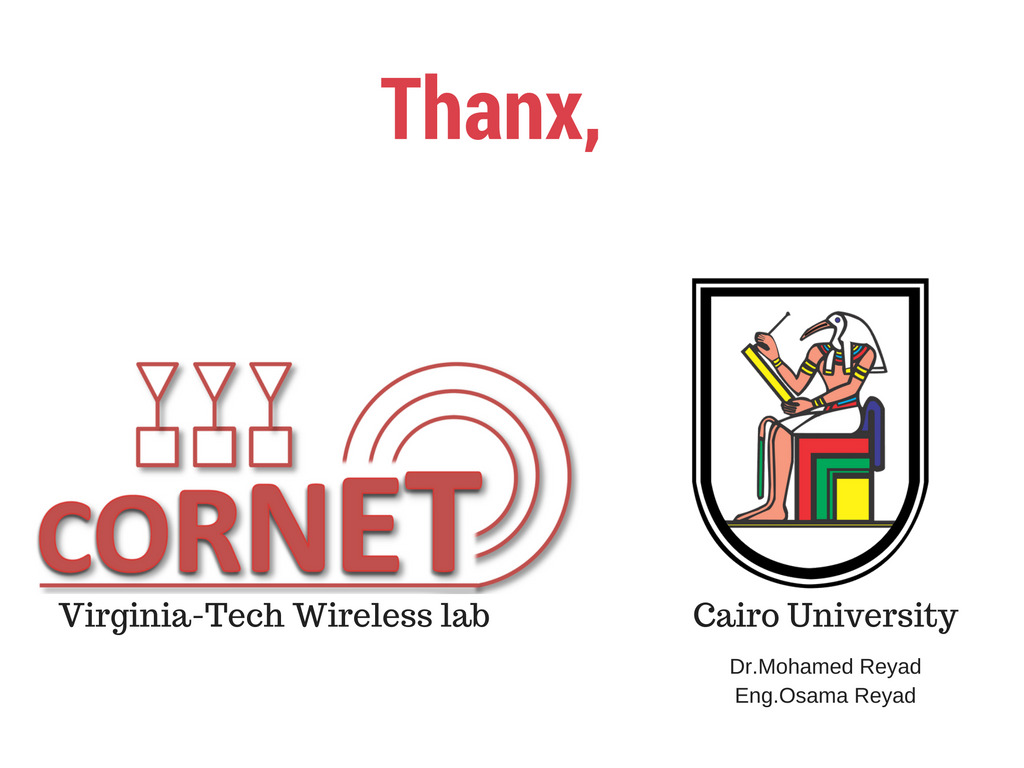 Thanx,
CORNET
Virginia-Tech Wireless lab
Cairo University
Dr.Mohamed Reyad
Eng.Osama Reyad